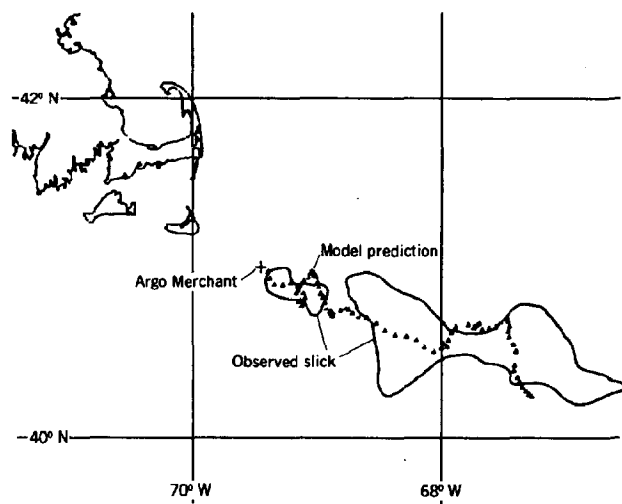 42° N
Model prediction
Argo Merchant
Observed slick
40° N
70° W
68° W